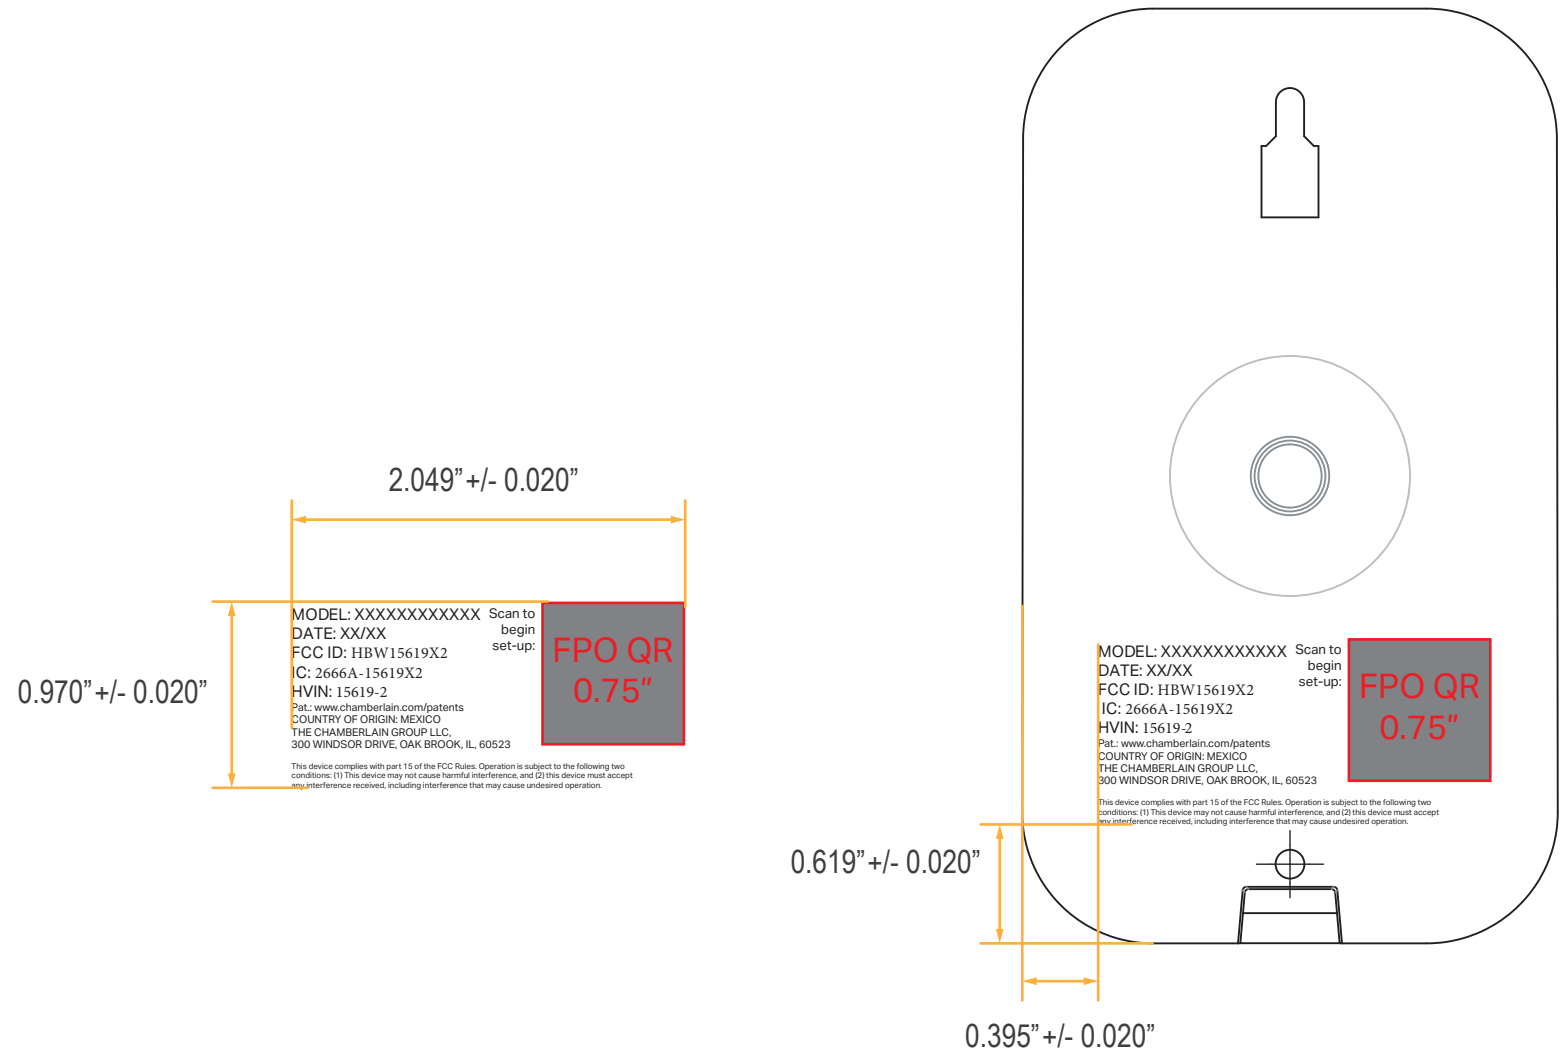 2.049” +/- 0.020”
0.970” +/- 0.020”
MODEL: XXXXXXXXXXXX
DATE: XX/XX
FCC ID: HBW15619X2
IC: 2666A-15619X2
HVIN: 15619-2
Pat.: www.chamberlain.com/patents
COUNTRY OF ORIGIN: MEXICO
THE CHAMBERLAIN GROUP LLC,
300 WINDSOR DRIVE, OAK BROOK, IL, 60523
Scan to
begin
set-up:
FPO QR
0.75"
This device complies with part 15 of the FCC Rules. Operation is subject to the following two
conditions: (1) This device may not cause harmful interference, and (2) this device must accept
any interference received, including interference that may cause undesired operation.
MODEL: XXXXXXXXXXXX
DATE: XX/XX
FCC ID: HBW15619X2
IC: 2666A-15619X2
HVIN: 15619-2
Pat.: www.chamberlain.com/patents
COUNTRY OF ORIGIN: MEXICO
THE CHAMBERLAIN GROUP LLC,
300 WINDSOR DRIVE, OAK BROOK, IL, 60523
Scan to
begin
set-up:
FPO QR
0.75"
This device complies with part 15 of the FCC Rules. Operation is subject to the following two
conditions: (1) This device may not cause harmful interference, and (2) this device must accept
any interference received, including interference that may cause undesired operation.
0.619” +/- 0.020”
0.395” +/- 0.020”